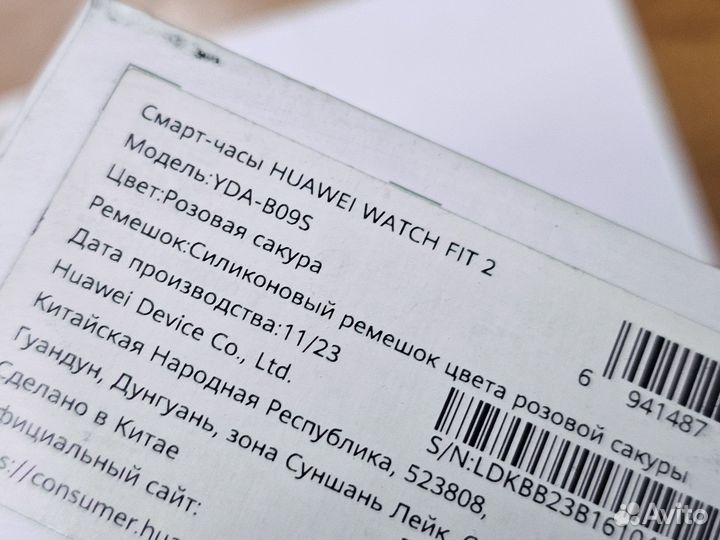 Смарт-часы HUAWEI WATCH FIT 2
Модель:YDA-B09S
Цвет:Розовая сакура
Ремешок:Силиконовый ремешок цвета розовой сакуры
Дата производства:11/23
Huawei Device Co., Ltd.
Китайская Народная Республика, 523808,
Гуандун, Дунгуань, зона Суншань Лейк,
Сделано в Китае
фициальный сайт:
s://consumer.hu
6 941487
S/N:LDKBB23B1610
Avito